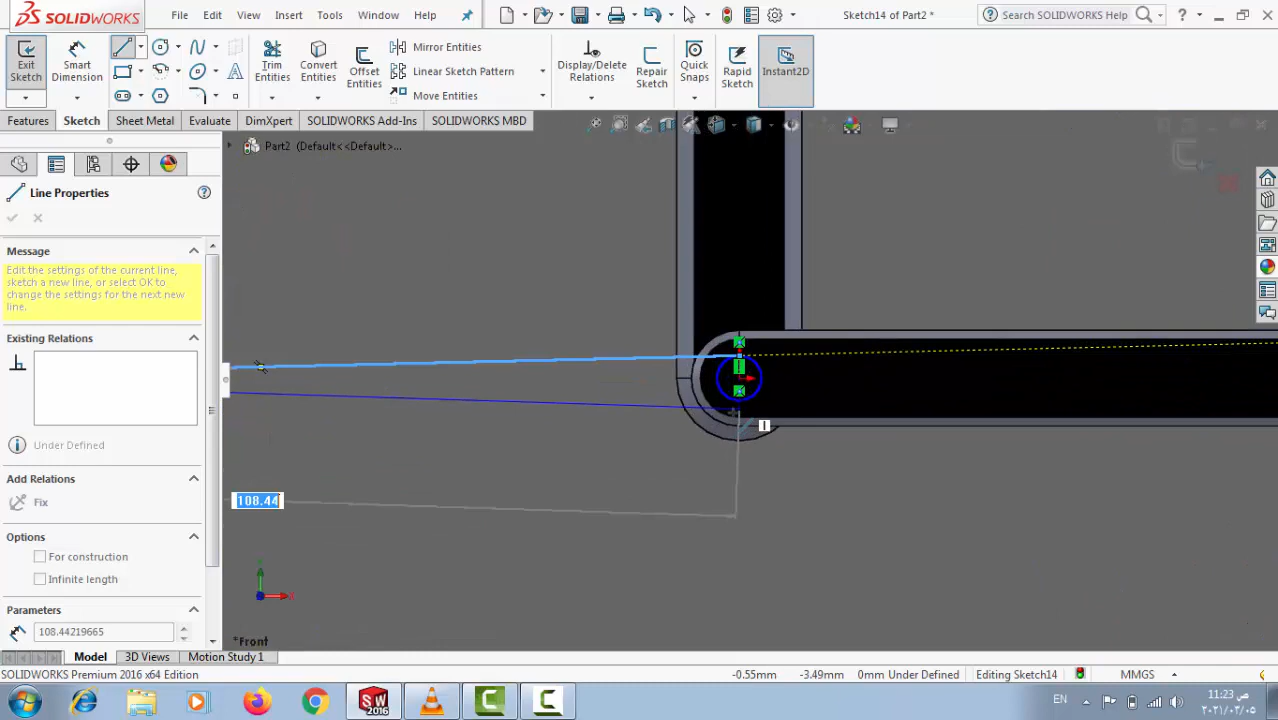 SOLIDWORKS File Edit View Insert Tools Window Help Sketch14 of Part2 * Search SOLIDWORKS Help ?
Exit Sketch Smart Dimension Trim Entities Convert Entities Offset Entities Mirror Entities Linear Sketch Pattern Move Entities Display/Delete Relations Repair Sketch Quick Snaps Rapid Sketch Instant2D
Features Sketch Sheet Metal Evaluate DimXpert SOLIDWORKS Add-Ins SOLIDWORKS MBD
Part2 (Default<<Default>...
Line Properties
Message
Edit the settings of the current line,
sketch a new line, or select OK to
change the settings for the next new
line.
Existing Relations
Under Defined
Add Relations
Fix
108.44
Options
For construction
Infinite length
Parameters
108.44219665
*Front
Model 3D Views Motion Study 1
SOLIDWORKS Premium 2016 x64 Edition -0.55mm -3.49mm 0mm Under Defined Editing Sketch14 MMGS
SW 2016 EN 11:23 ص
٢٠٢١/٠٣/٠٥